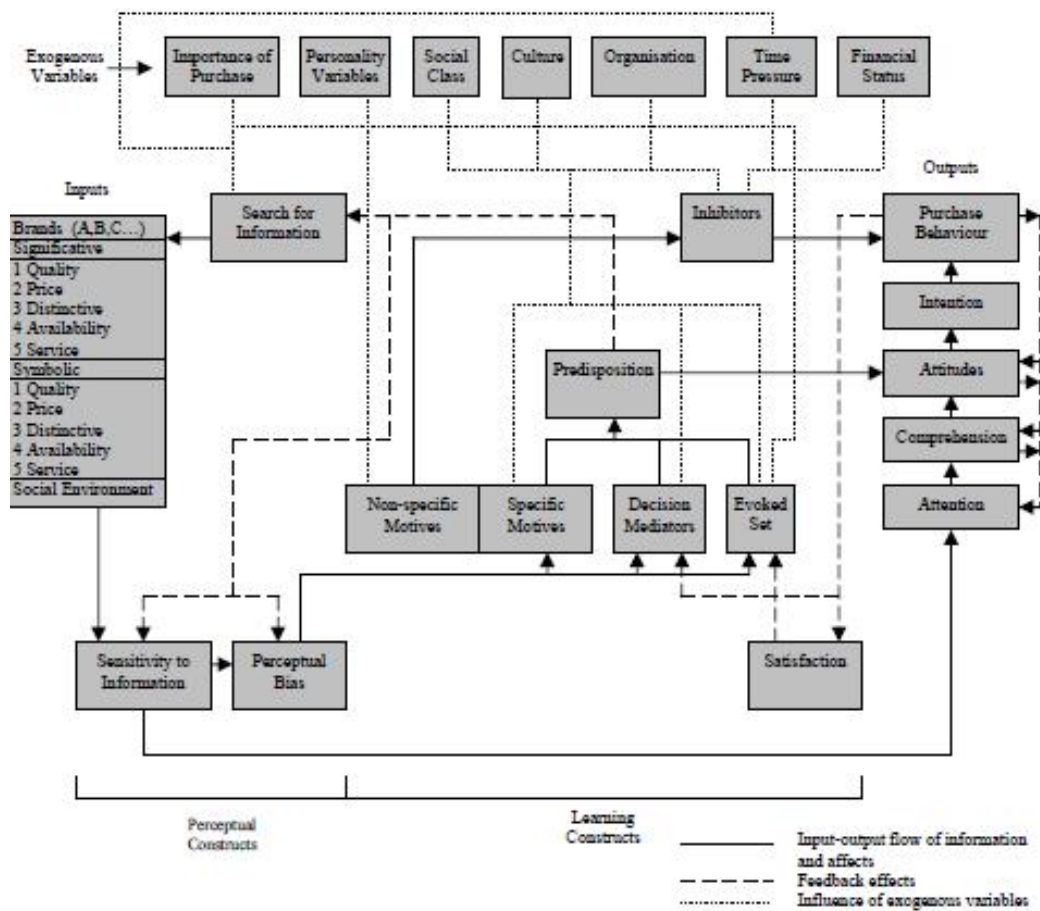 Exogenous
Variables
Importance of
Purchase
Personality
Variables
Social
Class
Culture
Organisation
Time
Pressure
Financial
Status
Inputs
Outputs
Brands (A,B,C...)
Significative
1 Quality
2 Price
3 Distinctive
4 Availability
5 Service
Symbolic
1 Quality
2 Price
3 Distinctive
4 Availability
5 Service
Social Environment
Search for
Information
Inhibitors
Purchase
Behaviour
Intention
Predisposition
Attitudes
Comprehension
Non-specific
Motives
Specific
Motives
Decision
Mediators
Evoked
Set
Attention
Sensitivity to
Information
Perceptual
Bias
Satisfaction
Perceptual
Constructs
Learning
Constructs
Input-output flow of information
and affects
Feedback effects
Influence of exogenous variables